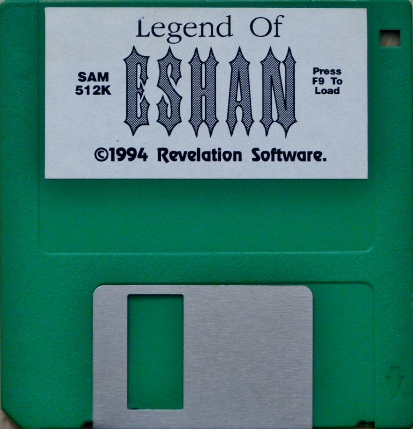 Legend Of
ESHAN
SAM
512K
Press
F9 To
Load
©1994 Revelation Software.